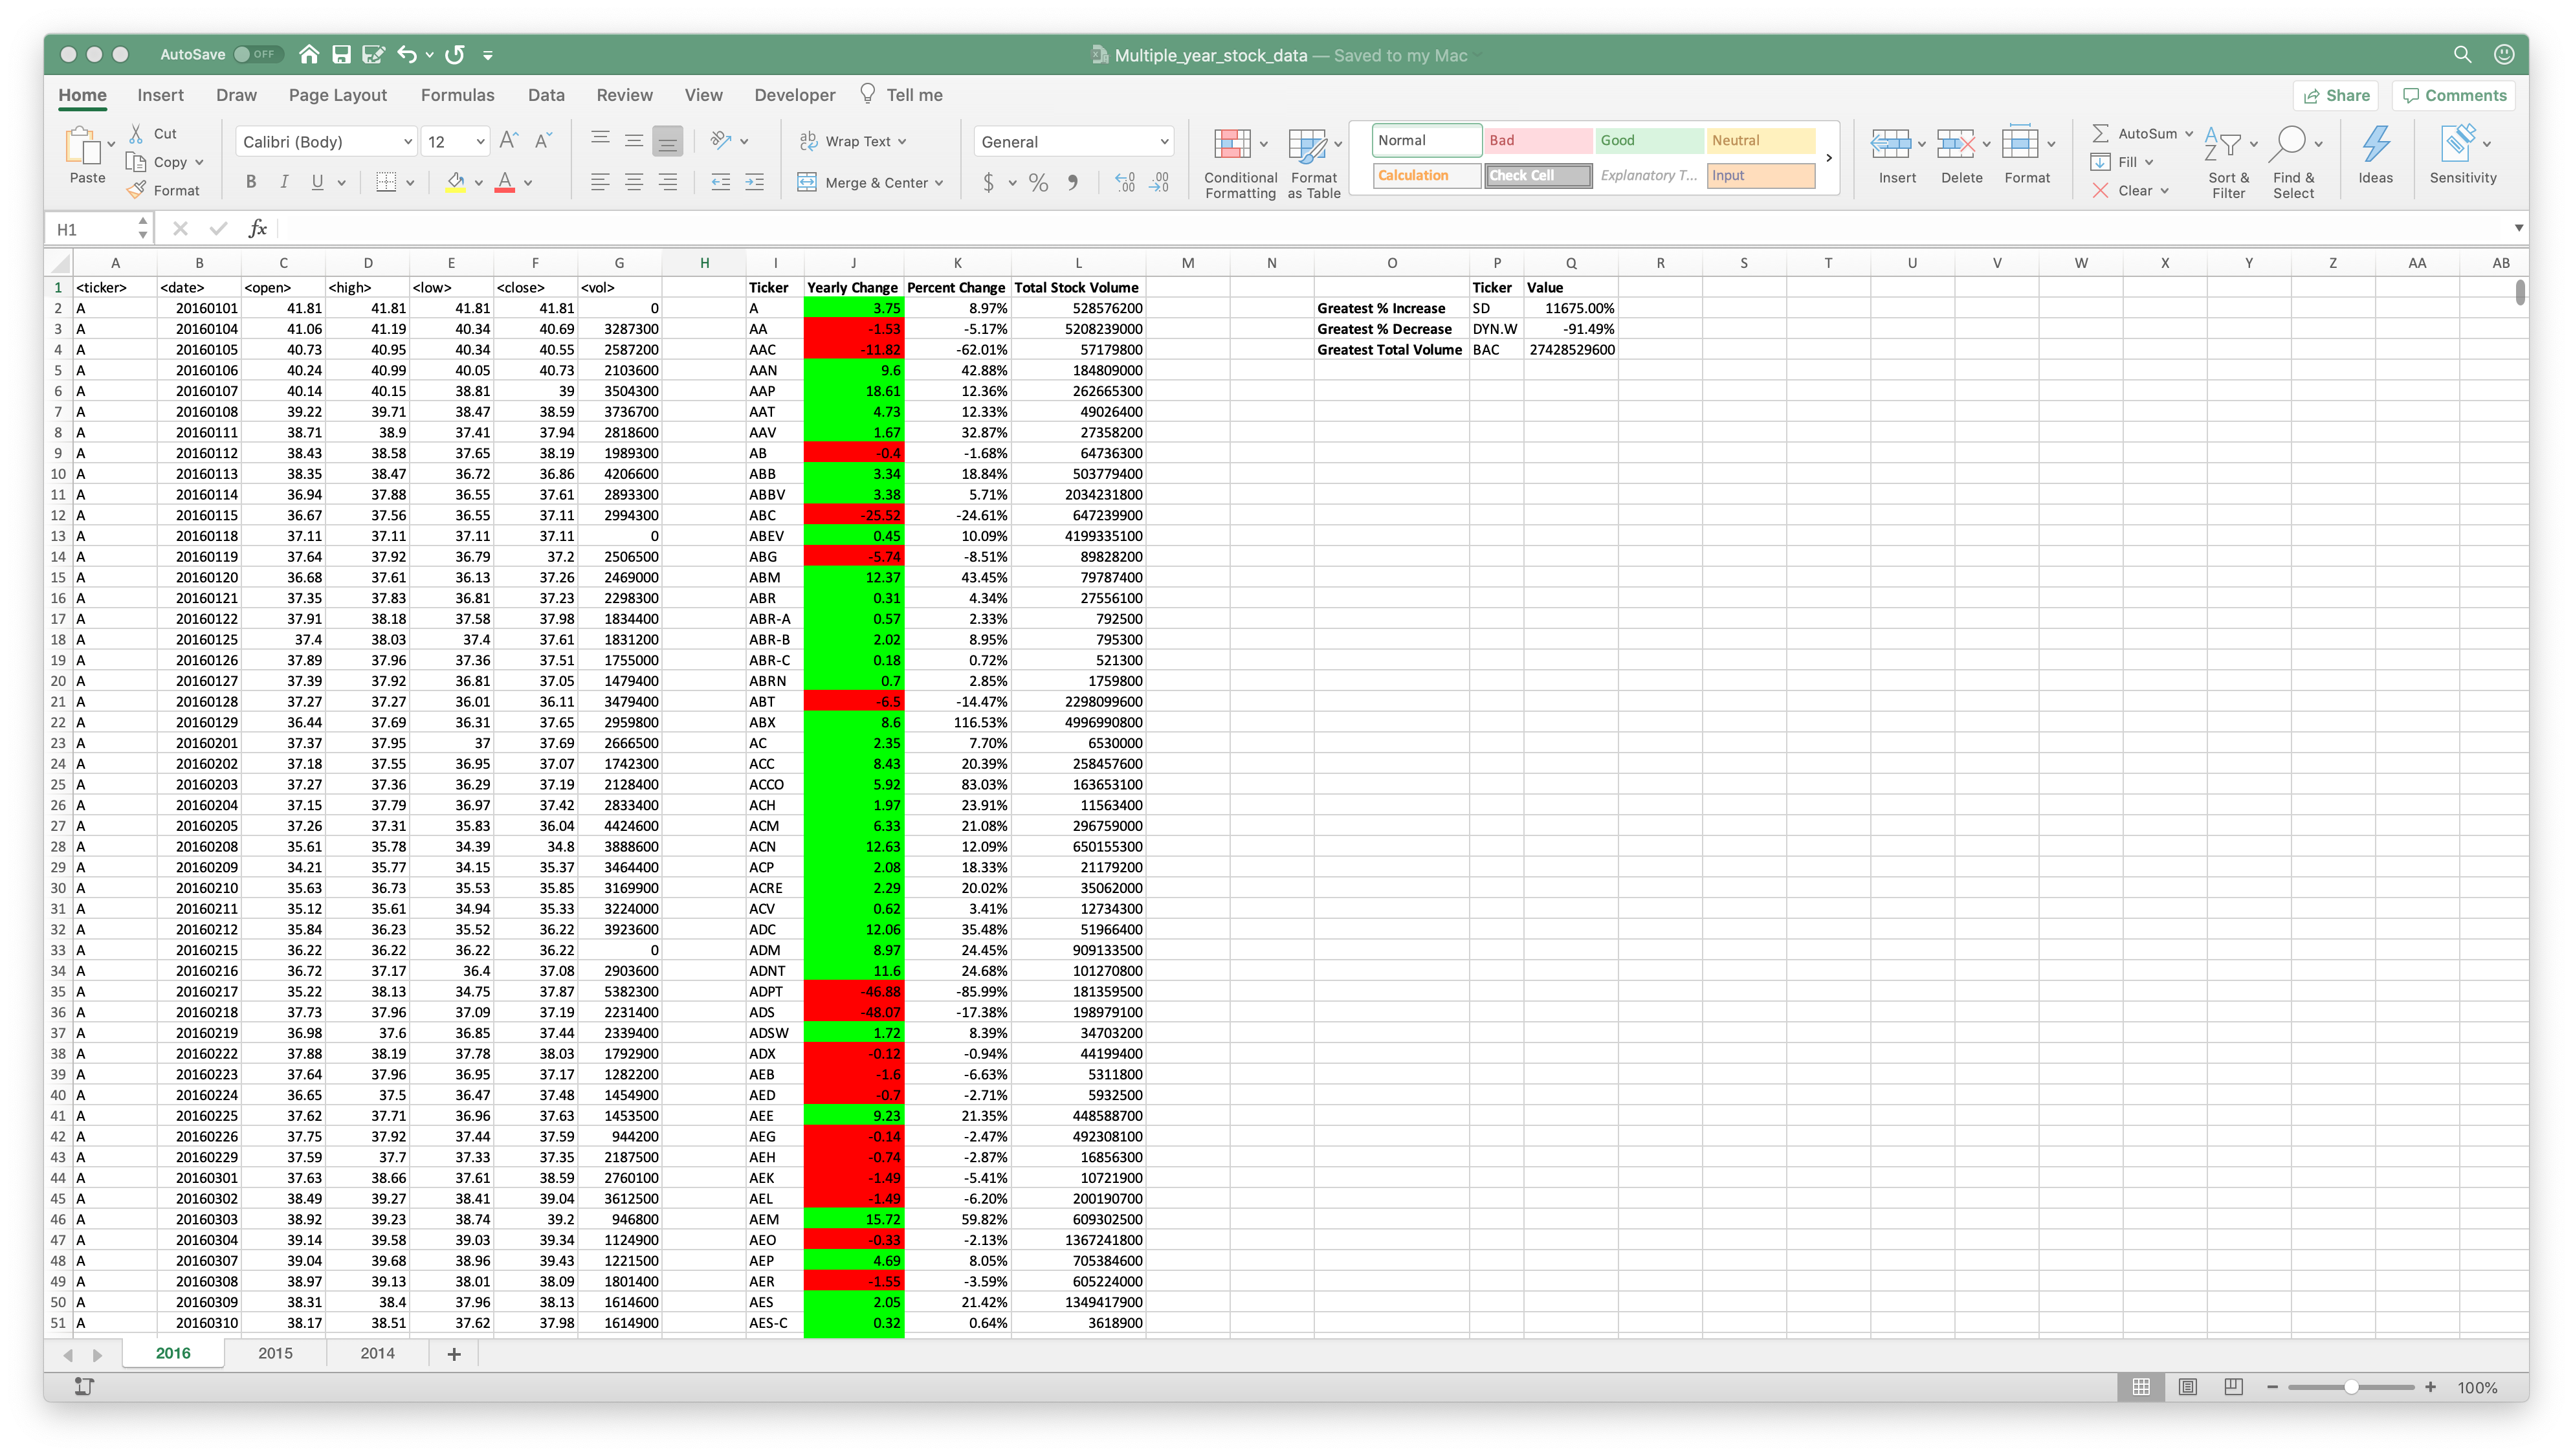 AutoSave OFF Multiple_year_stock_data — Saved to my Mac
Home Insert Draw Page Layout Formulas Data Review View Developer Tell me Share Comments
Paste Cut Copy Format
Calibri (Body) 12 A^ A˅
B I U A
ab c Wrap Text
Merge & Center
General
$ % , .0 .00 .00 .0
Conditional Formatting Format as Table
Normal Bad Good Neutral
Calculation Check Cell Explanatory T... Input
Insert Delete Format
AutoSum Fill Clear
Sort & Filter Find & Select Ideas Sensitivity
H1 fx
A B C D E F G H I J K L M N O P Q R S T U V W X Y Z AA AB
1 <ticker> <date> <open> <high> <low> <close> <vol> Ticker Yearly Change Percent Change Total Stock Volume Ticker Value
2 A 20160101 41.81 41.81 41.81 41.81 0 A 3.75 8.97% 528576200 Greatest % Increase SD 11675.00%
3 A 20160104 41.06 41.19 40.34 40.69 3287300 AA -1.53 -5.17% 5208239000 Greatest % Decrease DYN.W -91.49%
4 A 20160105 40.73 40.95 40.34 40.55 2587200 AAC -11.82 -62.01% 57179800 Greatest Total Volume BAC 27428529600
5 A 20160106 40.24 40.99 40.05 40.73 2103600 AAN 9.6 42.88% 184809000
6 A 20160107 40.14 40.15 38.81 39 3504300 AAP 18.61 12.36% 262665300
7 A 20160108 39.22 39.71 38.47 38.59 3736700 AAT 4.73 12.33% 49026400
8 A 20160111 38.71 38.9 37.41 37.94 2818600 AAV 1.67 32.87% 27358200
9 A 20160112 38.43 38.58 37.65 38.19 1989300 AB -0.4 -1.68% 64736300
10 A 20160113 38.35 38.47 36.72 36.86 4206600 ABB 3.34 18.84% 503779400
11 A 20160114 36.94 37.88 36.55 37.61 2893300 ABBV 3.38 5.71% 2034231800
12 A 20160115 36.67 37.56 36.55 37.11 2994300 ABC -25.52 -24.61% 647239900
13 A 20160118 37.11 37.11 37.11 37.11 0 ABEV 0.45 10.09% 4199335100
14 A 20160119 37.64 37.92 36.79 37.2 2506500 ABG -5.74 -8.51% 89828200
15 A 20160120 36.68 37.61 36.13 37.26 2469000 ABM 12.37 43.45% 79787400
16 A 20160121 37.35 37.83 36.81 37.23 2298300 ABR 0.31 4.34% 27556100
17 A 20160122 37.91 38.18 37.58 37.98 1834400 ABR-A 0.57 2.33% 792500
18 A 20160125 37.4 38.03 37.4 37.61 1831200 ABR-B 2.02 8.95% 795300
19 A 20160126 37.89 37.96 37.36 37.51 1755000 ABR-C 0.18 0.72% 521300
20 A 20160127 37.39 37.92 36.81 37.05 1479400 ABRN 0.7 2.85% 1759800
21 A 20160128 37.27 37.27 36.01 36.11 3479400 ABT -6.5 -14.47% 2298099600
22 A 20160129 36.44 37.69 36.31 37.65 2959800 ABX 8.6 116.53% 4996990800
23 A 20160201 37.37 37.95 37 37.69 2666500 AC 2.35 7.70% 6530000
24 A 20160202 37.18 37.55 36.95 37.07 1742300 ACC 8.43 20.39% 258457600
25 A 20160203 37.27 37.36 36.29 37.19 2128400 ACCO 5.92 83.03% 163653100
26 A 20160204 37.15 37.79 36.97 37.42 2833400 ACH 1.97 23.91% 11563400
27 A 20160205 37.26 37.31 35.83 36.04 4424600 ACM 6.33 21.08% 296759000
28 A 20160208 35.61 35.78 34.39 34.8 3888600 ACN 12.63 12.09% 650155300
29 A 20160209 34.21 35.77 34.15 35.37 3464400 ACP 2.08 18.33% 21179200
30 A 20160210 35.63 36.73 35.53 35.85 3169900 ACRE 2.29 20.02% 35062000
31 A 20160211 35.12 35.61 34.94 35.33 3224000 ACV 0.62 3.41% 12734300
32 A 20160212 35.84 36.23 35.52 36.22 3923600 ADC 12.06 35.48% 51966400
33 A 20160215 36.22 36.22 36.22 36.22 0 ADM 8.97 24.45% 909133500
34 A 20160216 36.72 37.17 36.4 37.08 2903600 ADNT 11.6 24.68% 101270800
35 A 20160217 35.22 38.13 34.75 37.87 5382300 ADPT -46.88 -85.99% 181359500
36 A 20160218 37.73 37.96 37.09 37.19 2231400 ADS -48.07 -17.38% 198979100
37 A 20160219 36.98 37.6 36.85 37.44 2339400 ADSW 1.72 8.39% 34703200
38 A 20160222 37.88 38.19 37.78 38.03 1792900 ADX -0.12 -0.94% 44199400
39 A 20160223 37.64 37.96 36.95 37.17 1282200 AEB -1.6 -6.63% 5311800
40 A 20160224 36.65 37.5 36.47 37.48 1454900 AED -0.7 -2.71% 5932500
41 A 20160225 37.62 37.71 36.96 37.63 1453500 AEE 9.23 21.35% 448588700
42 A 20160226 37.75 37.92 37.44 37.59 944200 AEG -0.14 -2.47% 492308100
43 A 20160229 37.59 37.7 37.33 37.35 2187500 AEH -0.74 -2.87% 16856300
44 A 20160301 37.63 38.66 37.61 38.59 2760100 AEK -1.49 -5.41% 10721900
45 A 20160302 38.49 39.27 38.41 39.04 3612500 AEL -1.49 -6.20% 200190700
46 A 20160303 38.92 39.23 38.74 39.2 946800 AEM 15.72 59.82% 609302500
47 A 20160304 39.14 39.58 39.03 39.34 1124900 AEO -0.33 -2.13% 1367241800
48 A 20160307 39.04 39.68 38.96 39.43 1221500 AEP 4.69 8.05% 705384600
49 A 20160308 38.97 39.13 38.01 38.09 1801400 AER -1.55 -3.59% 605224000
50 A 20160309 38.31 38.4 37.96 38.13 1614600 AES 2.05 21.42% 1349417900
51 A 20160310 38.17 38.51 37.62 37.98 1614900 AES-C 0.32 0.64% 3618900
2016 2015 2014 +
100%